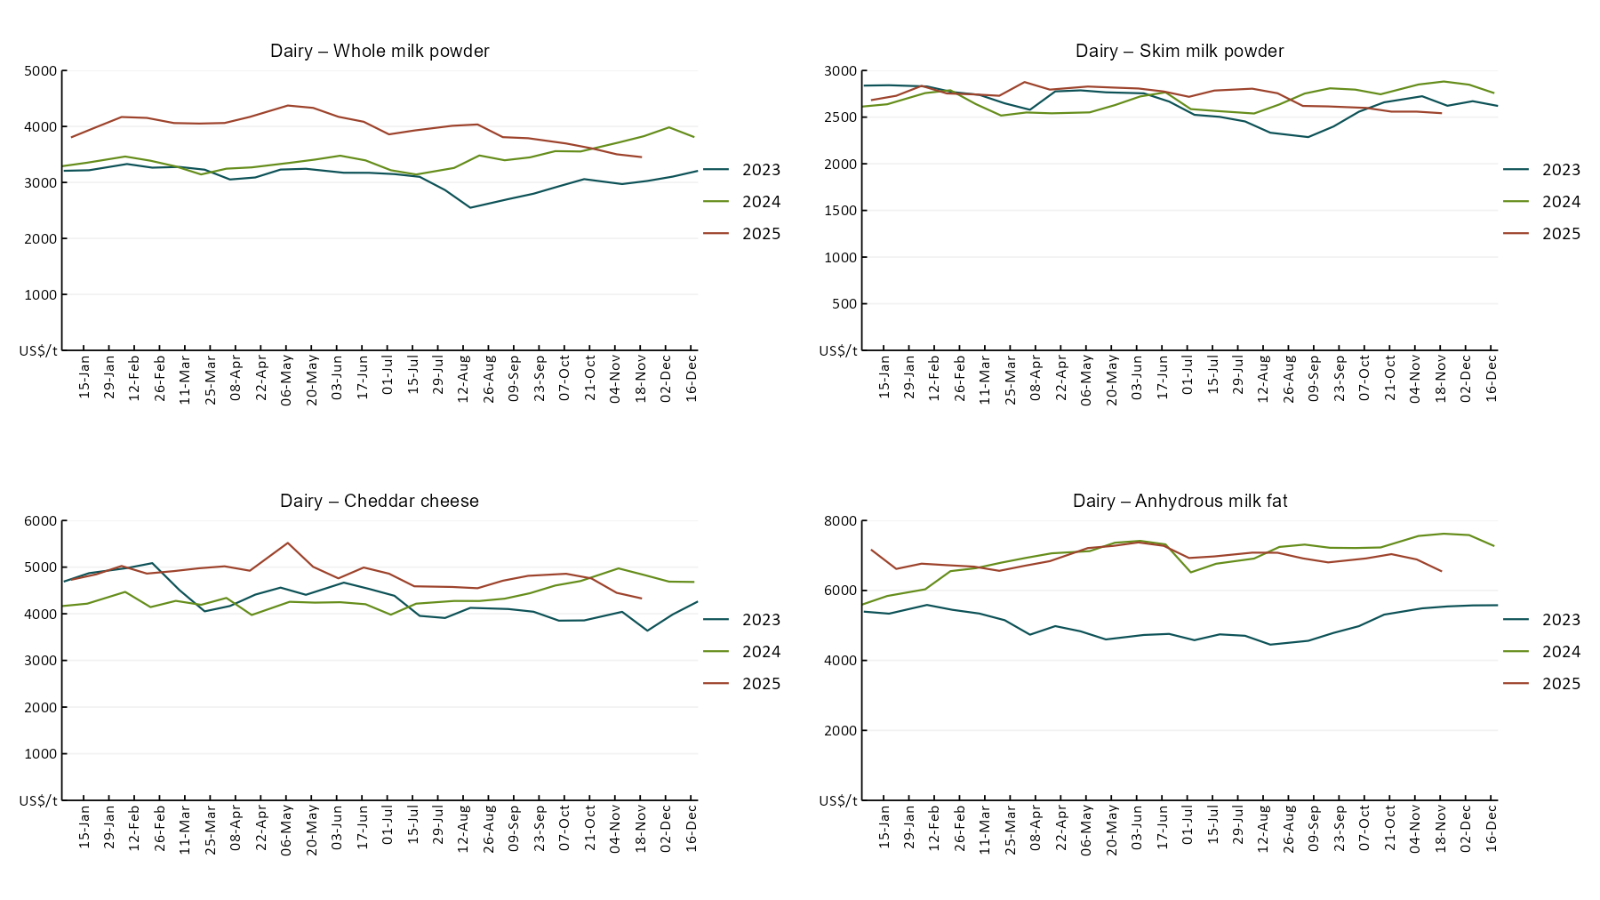 Dairy – Whole milk powder
5000
4000
3000
2000
1000
US$/t
15-Jan
29-Jan
12-Feb
26-Feb
11-Mar
25-Mar
08-Apr
22-Apr
06-May
20-May
03-Jun
17-Jun
01-Jul
15-Jul
29-Jul
12-Aug
26-Aug
09-Sep
23-Sep
07-Oct
21-Oct
04-Nov
18-Nov
02-Dec
16-Dec
2023
2024
2025
Dairy – Skim milk powder
3000
2500
2000
1500
1000
500
US$/t
15-Jan
29-Jan
12-Feb
26-Feb
11-Mar
25-Mar
08-Apr
22-Apr
06-May
20-May
03-Jun
17-Jun
01-Jul
15-Jul
29-Jul
12-Aug
26-Aug
09-Sep
23-Sep
07-Oct
21-Oct
04-Nov
18-Nov
02-Dec
16-Dec
2023
2024
2025
Dairy – Cheddar cheese
6000
5000
4000
3000
2000
1000
US$/t
15-Jan
29-Jan
12-Feb
26-Feb
11-Mar
25-Mar
08-Apr
22-Apr
06-May
20-May
03-Jun
17-Jun
01-Jul
15-Jul
29-Jul
12-Aug
26-Aug
09-Sep
23-Sep
07-Oct
21-Oct
04-Nov
18-Nov
02-Dec
16-Dec
2023
2024
2025
Dairy – Anhydrous milk fat
8000
6000
4000
2000
US$/t
15-Jan
29-Jan
12-Feb
26-Feb
11-Mar
25-Mar
08-Apr
22-Apr
06-May
20-May
03-Jun
17-Jun
01-Jul
15-Jul
29-Jul
12-Aug
26-Aug
09-Sep
23-Sep
07-Oct
21-Oct
04-Nov
18-Nov
02-Dec
16-Dec
2023
2024
2025